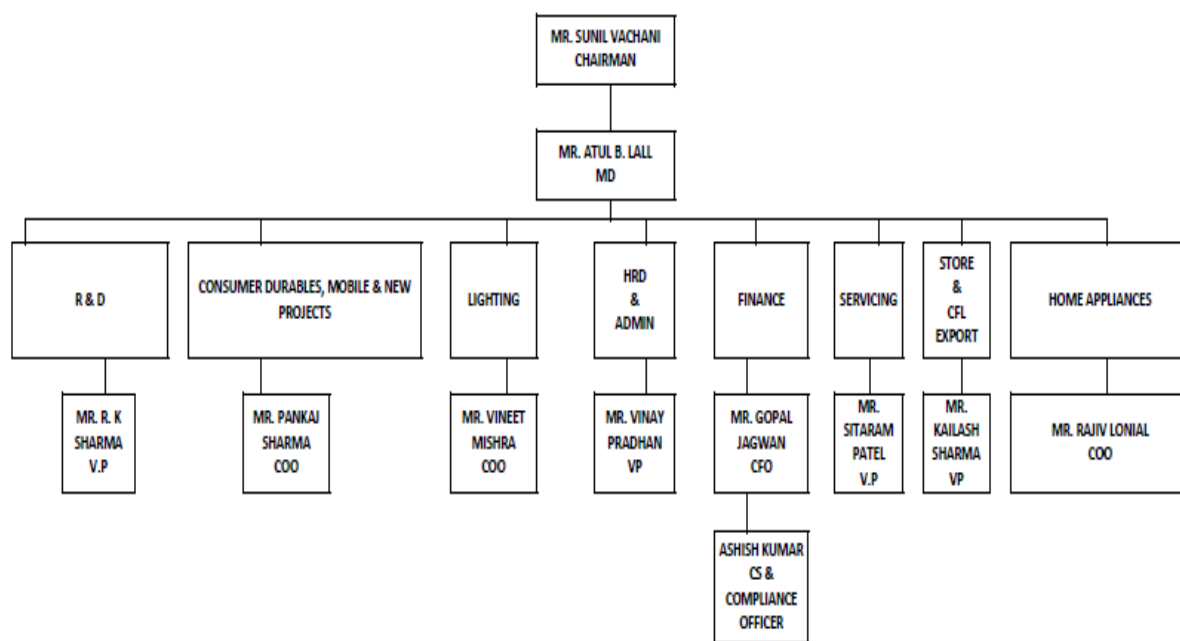 MR. SUNIL VACHANI
CHAIRMAN
MR. ATUL B. LALL
MD
R & D
CONSUMER DURABLES, MOBILE & NEW
PROJECTS
LIGHTING
HRD
&
ADMIN
FINANCE
SERVICING
STORE
&
CFL
EXPORT
HOME APPLIANCES
MR. R. K
SHARMA
V.P
MR. PANKAJ
SHARMA
COO
MR. VINEET
MISHRA
COO
MR. VINAY
PRADHAN
VP
MR. GOPAL
JAGWAN
CFO
MR.
SITARAM
PATEL
V.P
MR.
KAILASH
SHARMA
VP
MR. RAJIV LONIAL
COO
ASHISH KUMAR
CS &
COMPLIANCE
OFFICER